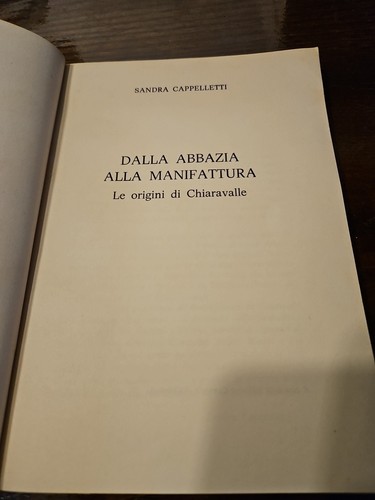 SANDRA CAPPELLETTI
DALLA ABBAZIA
ALLA MANIFATTURA
Le origini di Chiaravalle